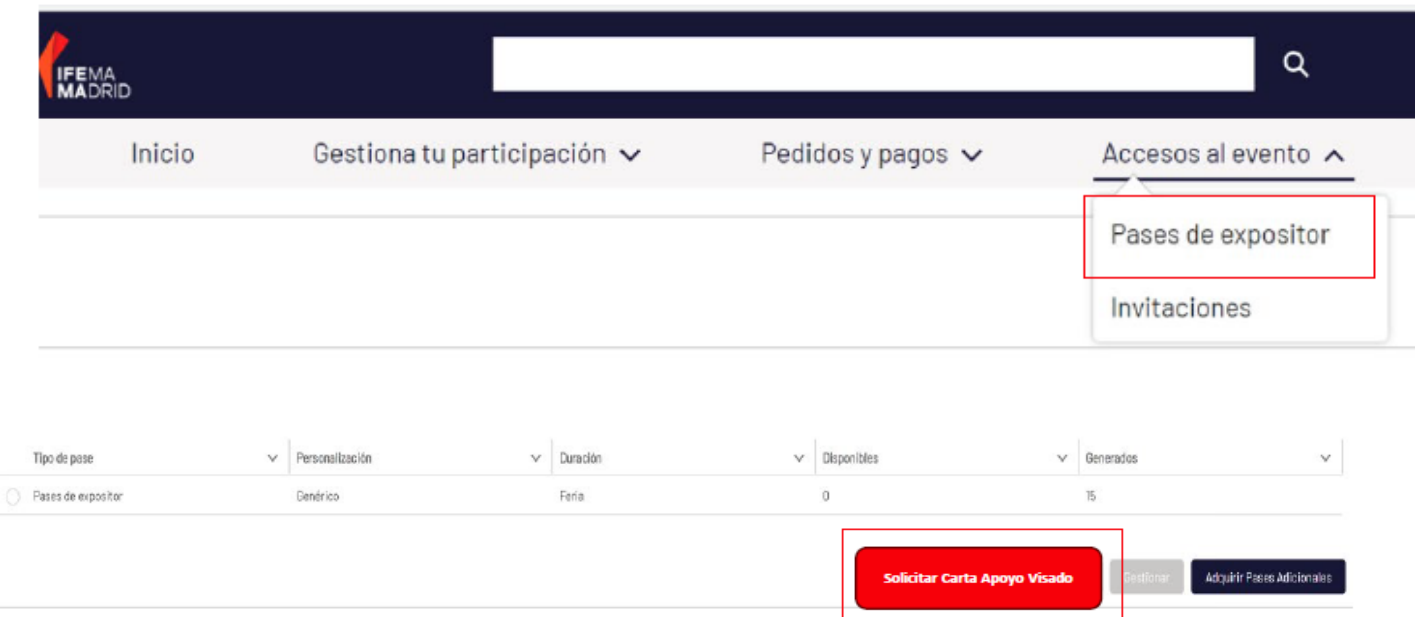 IFEMA
MADRID
Inicio
Gestiona tu participación
Pedidos y pagos
Accesos al evento
Pases de expositor
Invitaciones
Tipo de pase
Personalización
Duración
Disponibles
Generados
Pases de expositor
Genérico
Feria
0
15
Solicitar Carta Apoyo Visado
Gestionar
Adquirir Pases Adicionales